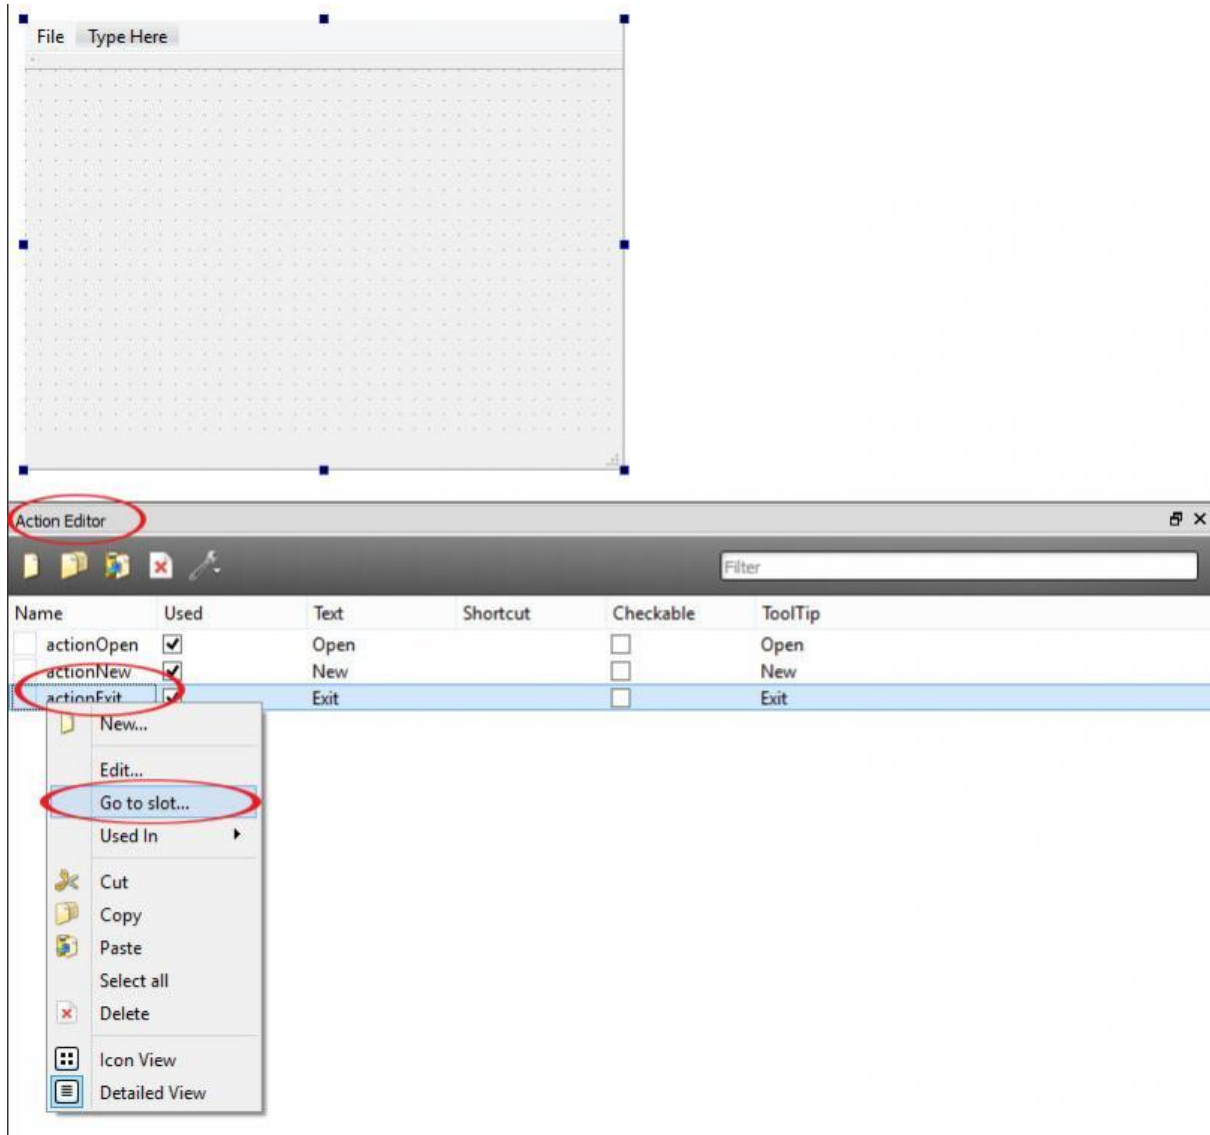 File Type Here
Action Editor
Filter
Name Used Text Shortcut Checkable ToolTip
actionOpen Open Open
actionNew New New
actionExit Exit Exit
New...
Edit...
Go to slot...
Used In
Cut
Copy
Paste
Select all
Delete
Icon View
Detailed View